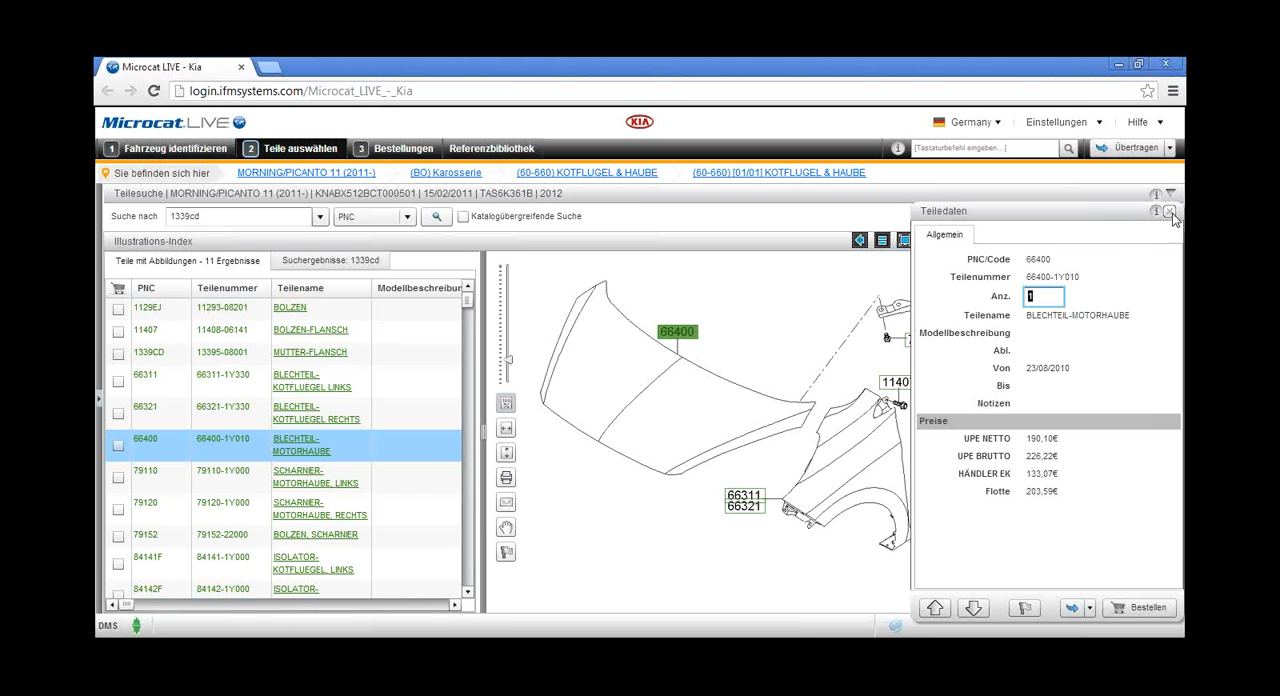 Microcat LIVE - Kia
login.ifmsystems.com/Microcat_LIVE_-_Kia
Microcat LIVE
KIA
Germany
Einstellungen
Hilfe
1 Fahrzeug identifizieren
2 Teile auswählen
3 Bestellungen
Referenzbibliothek
[Tastaturbefehl eingeben...]
Übertragen
Sie befinden sich hier
MORNING/PICANTO 11 (2011-)
(BO) Karosserie
(60-660) KOTFLUGEL & HAUBE
(60-660) [01/01] KOTFLUGEL & HAUBE
Teilesuche | MORNING/PICANTO 11 (2011-) | KNABX512BCT000501 | 15/02/2011 | TAS6K361B | 2012
Suche nach
1339cd
PNC
Katalogübergreifende Suche
Illustrations-Index
Teile mit Abbildungen - 11 Ergebnisse
Suchergebnisse: 1339cd
PNC Teilenummer Teilename Modellbeschreibun
1129EJ 11293-08201 BOLZEN
11407 11408-06141 BOLZEN-FLANSCH
1339CD 13395-08001 MUTTER-FLANSCH
66311 66311-1Y330 BLECHTEIL-
KOTFLUEGEL LINKS
66321 66321-1Y330 BLECHTEIL-
KOTFLUEGEL RECHTS
66400 66400-1Y010 BLECHTEIL-
MOTORHAUBE
79110 79110-1Y000 SCHARNIER-
MOTORHAUBE, LINKS
79120 79120-1Y000 SCHARNIER-
MOTORHAUBE, RECHTS
79152 79152-22000 BOLZEN, SCHARNIER
84141F 84141-1Y000 ISOLATOR-
KOTFLUEGEL, LINKS
84142F 84142-1Y000 ISOLATOR-
66400
1140
66311
66321
Teiledaten
Allgemein
PNC/Code 66400
Teilenummer 66400-1Y010
Anz. 1
Teilename BLECHTEIL-MOTORHAUBE
Modellbeschreibung
Abl.
Von 23/08/2010
Bis
Notizen
Preise
UPE NETTO 190,10€
UPE BRUTTO 226,22€
HÄNDLER EK 133,07€
Flotte 203,59€
Bestellen
DMS